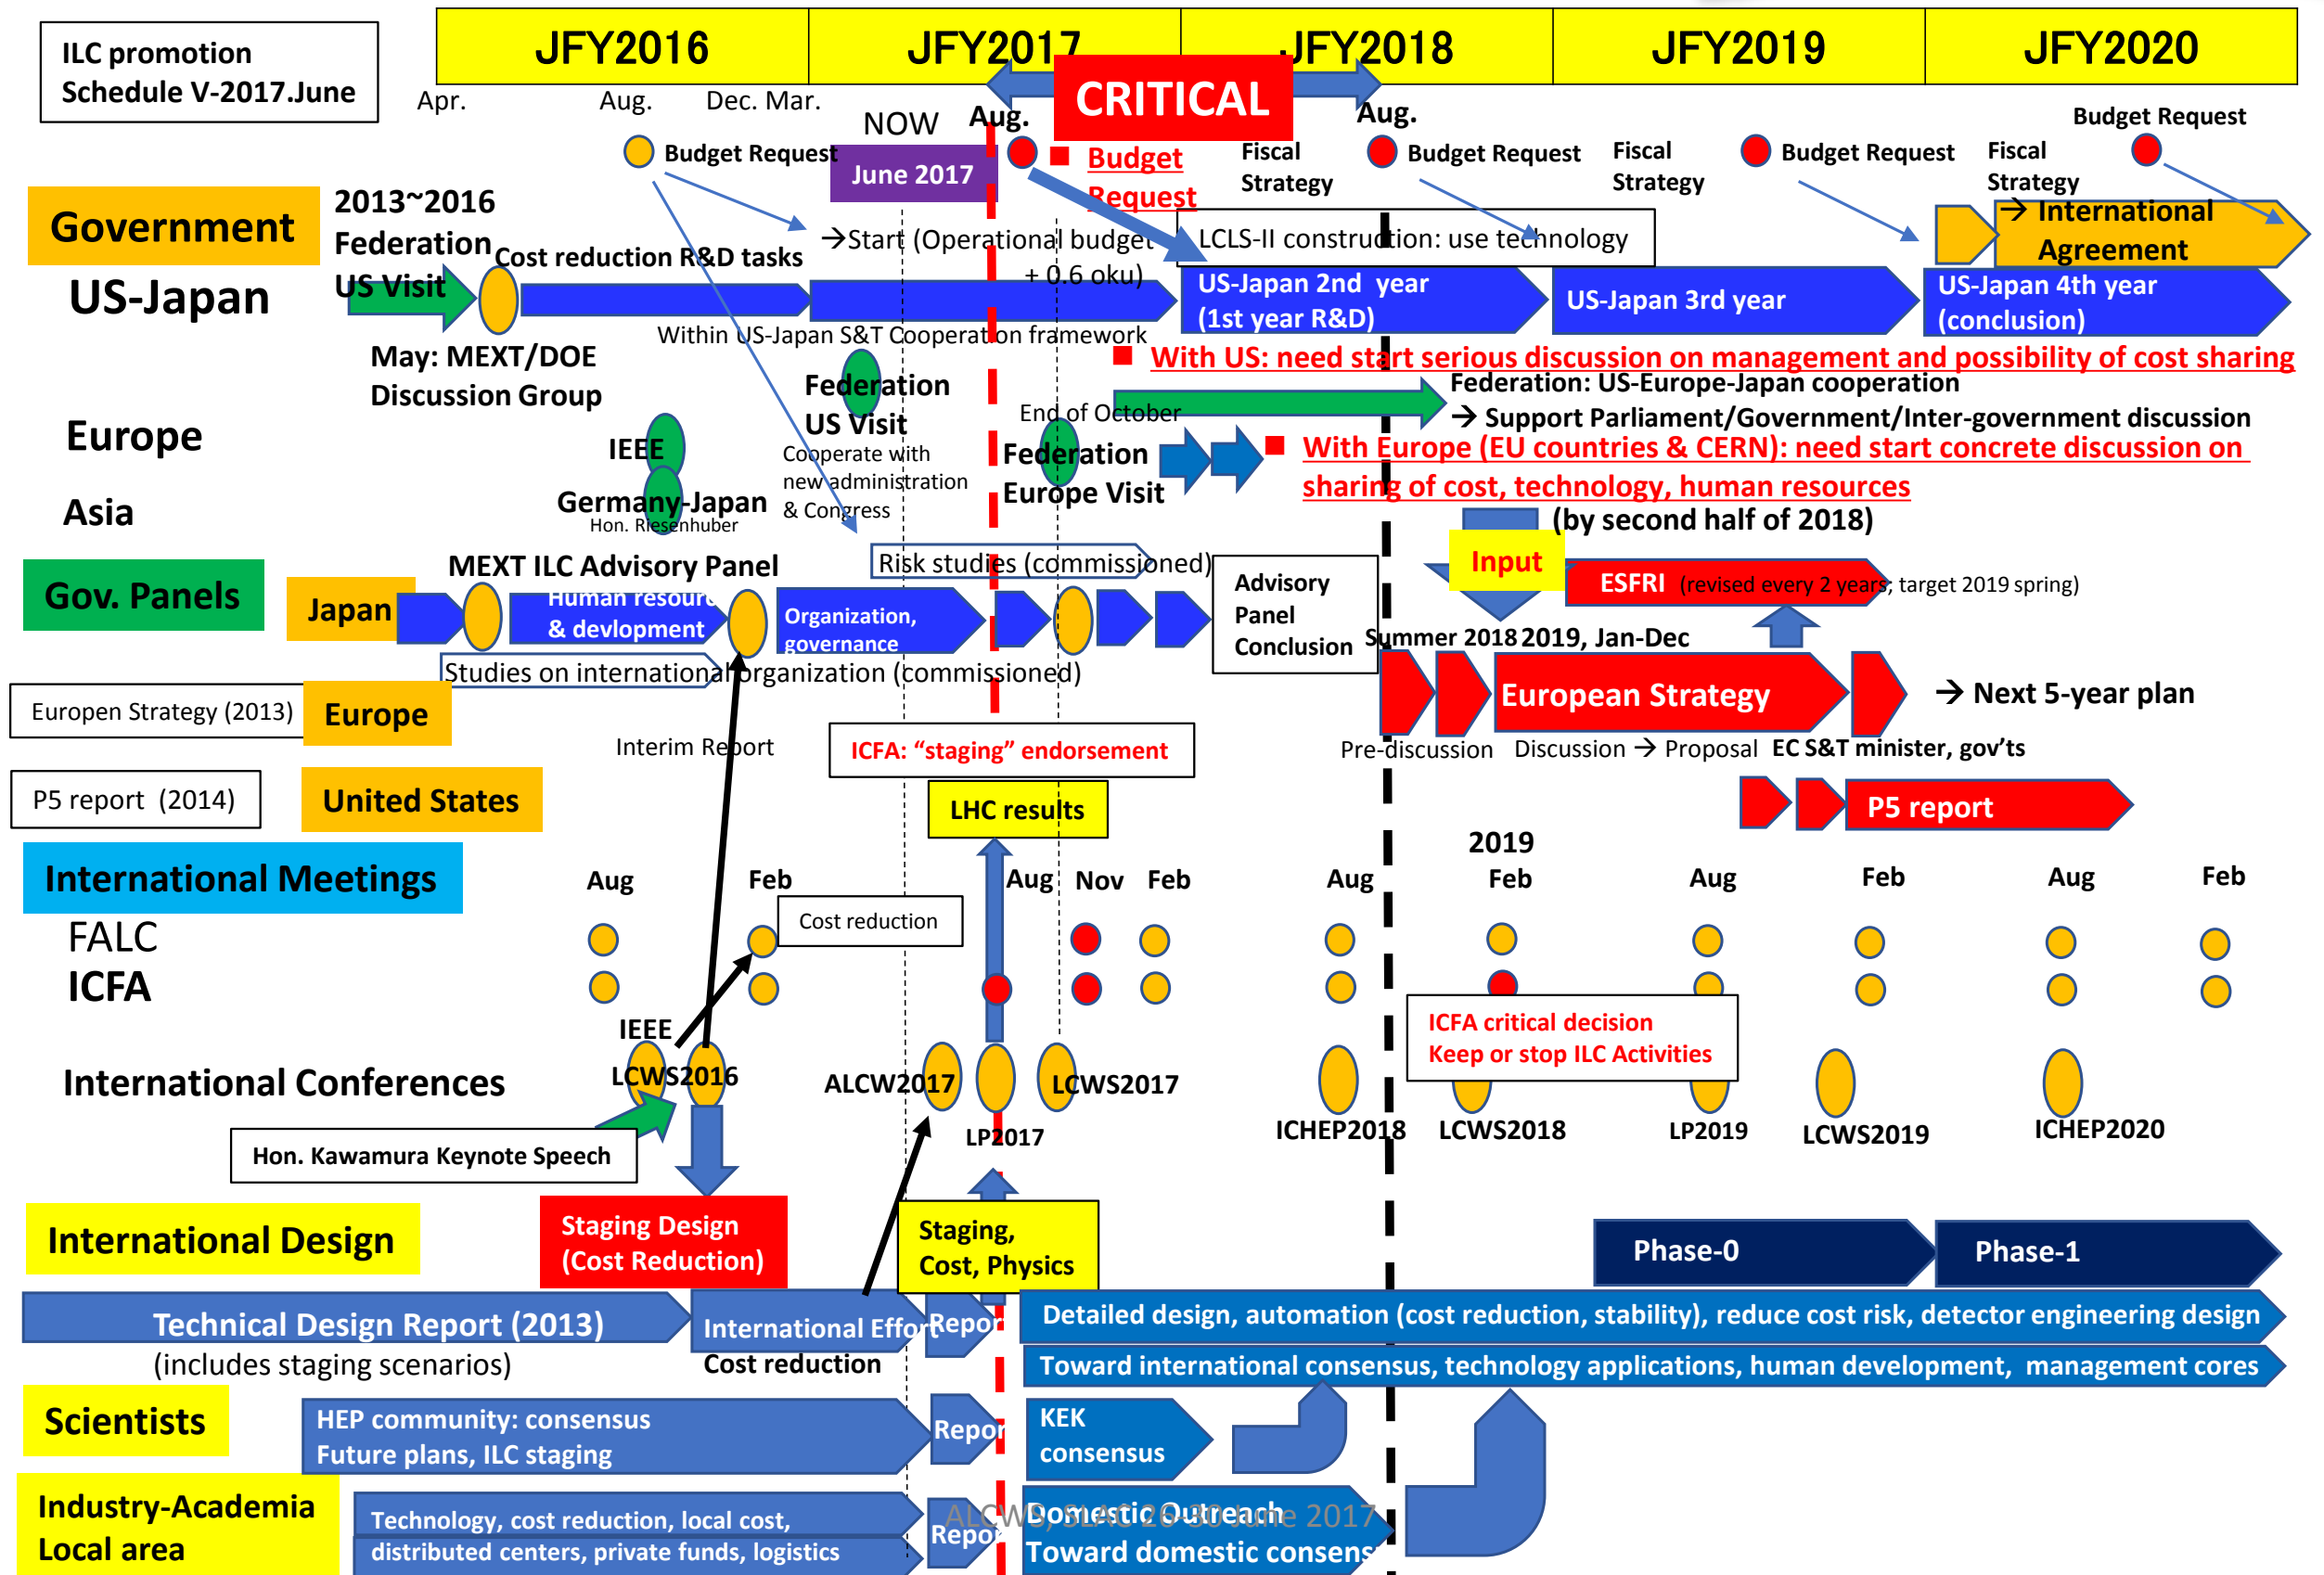 ILC promotion
Schedule V-2017.June
JFY2016
JFY2017
JFY2018
JFY2019
JFY2020
CRITICAL
Apr.
Aug.
Dec. Mar.
NOW
June 2017
Aug.
Aug.
Budget Request
Budget
Request
Fiscal
Strategy
Budget Request
Fiscal
Strategy
Budget Request
Fiscal
Strategy
Budget Request
Government
2013~2016
Federation
US Visit
→Start (Operational budget
+ 0.6 oku)
LCLS-II construction: use technology
→ International
Agreement
US-Japan
Cost reduction R&D tasks
US-Japan 2nd year
(1st year R&D)
US-Japan 3rd year
US-Japan 4th year
(conclusion)
Within US-Japan S&T Cooperation framework
May: MEXT/DOE
Discussion Group
With US: need start serious discussion on management and possibility of cost sharing
Federation
US Visit
Cooperate with
new administration
& Congress
End of October
Federation: US-Europe-Japan cooperation
→ Support Parliament/Government/Inter-government discussion
Europe
IEEE
Federation
Europe Visit
With Europe (EU countries & CERN): need start concrete discussion on
sharing of cost, technology, human resources
(by second half of 2018)
Asia
Germany-Japan
Hon. Riesenhuber
Gov. Panels
Japan
MEXT ILC Advisory Panel
Human resour
& devlopment
Organization,
governance
Risk studies (commissioned)
Advisory
Panel
Conclusion
Input
ESFRI (revised every 2 years; target 2019 spring)
Studies on international organization (commissioned)
Summer 2018
2019, Jan-Dec
Europen Strategy (2013)
Europe
European Strategy
→ Next 5-year plan
Interim Report
ICFA: “staging” endorsement
Pre-discussion
Discussion → Proposal
EC S&T minister, gov’ts
P5 report (2014)
United States
LHC results
P5 report
International Meetings
Aug
Feb
Aug
Nov
Feb
Aug
2019
Feb
Aug
Feb
Aug
Feb
FALC
Cost reduction
ICFA
ICFA critical decision
Keep or stop ILC Activities
International Conferences
IEEE
LCWS2016
ALCW2017
LP2017
LCWS2017
ICHEP2018
LCWS2018
LP2019
LCWS2019
ICHEP2020
Hon. Kawamura Keynote Speech
International Design
Staging Design
(Cost Reduction)
Staging,
Cost, Physics
Phase-0
Phase-1
Technical Design Report (2013)
(includes staging scenarios)
International Effort
Cost reduction
Repor
Detailed design, automation (cost reduction, stability), reduce cost risk, detector engineering design
Toward international consensus, technology applications, human development, management cores
Scientists
HEP community: consensus
Future plans, ILC staging
Repor
KEK
consensus
Industry-Academia
Local area
Technology, cost reduction, local cost,
distributed centers, private funds, logistics
Repor
Domestic Outreach
Toward domestic consens
ALCWS, SLAC 26-30 June 2017